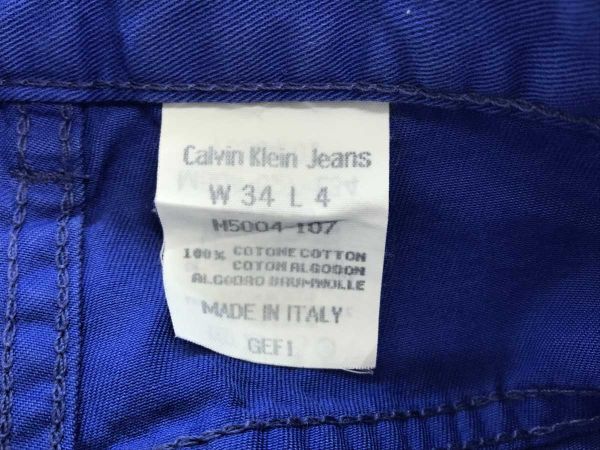 Calvin Klein Jeans
W 34 L 4
M5004-107
100% COTONE COTTON
COTON ALGODON
ALGODAO BAUMWOLLE
MADE IN ITALY
GEF1